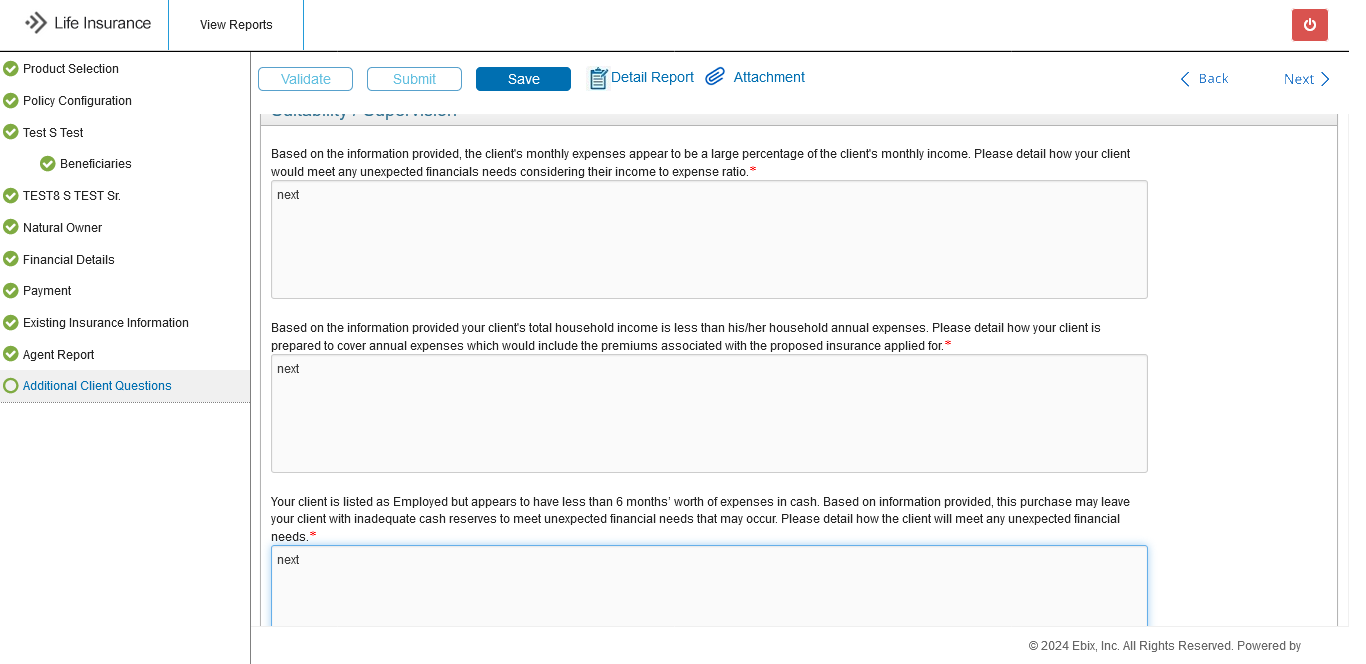 Life Insurance
View Reports
Product Selection
Policy Configuration
Test S Test
Beneficiaries
TEST8 S TEST Sr.
Natural Owner
Financial Details
Payment
Existing Insurance Information
Agent Report
Additional Client Questions
Validate
Submit
Save
Detail Report
Attachment
Back
Next
Suitability / Supervision
Based on the information provided, the client's monthly expenses appear to be a large percentage of the client's monthly income. Please detail how your client
would meet any unexpected financials needs considering their income to expense ratio.*
next
Based on the information provided your client's total household income is less than his/her household annual expenses. Please detail how your client is
prepared to cover annual expenses which would include the premiums associated with the proposed insurance applied for.*
next
Your client is listed as Employed but appears to have less than 6 months' worth of expenses in cash. Based on information provided, this purchase may leave
your client with inadequate cash reserves to meet unexpected financial needs that may occur. Please detail how the client will meet any unexpected financial
needs.*
next
© 2024 Ebix, Inc. All Rights Reserved. Powered by